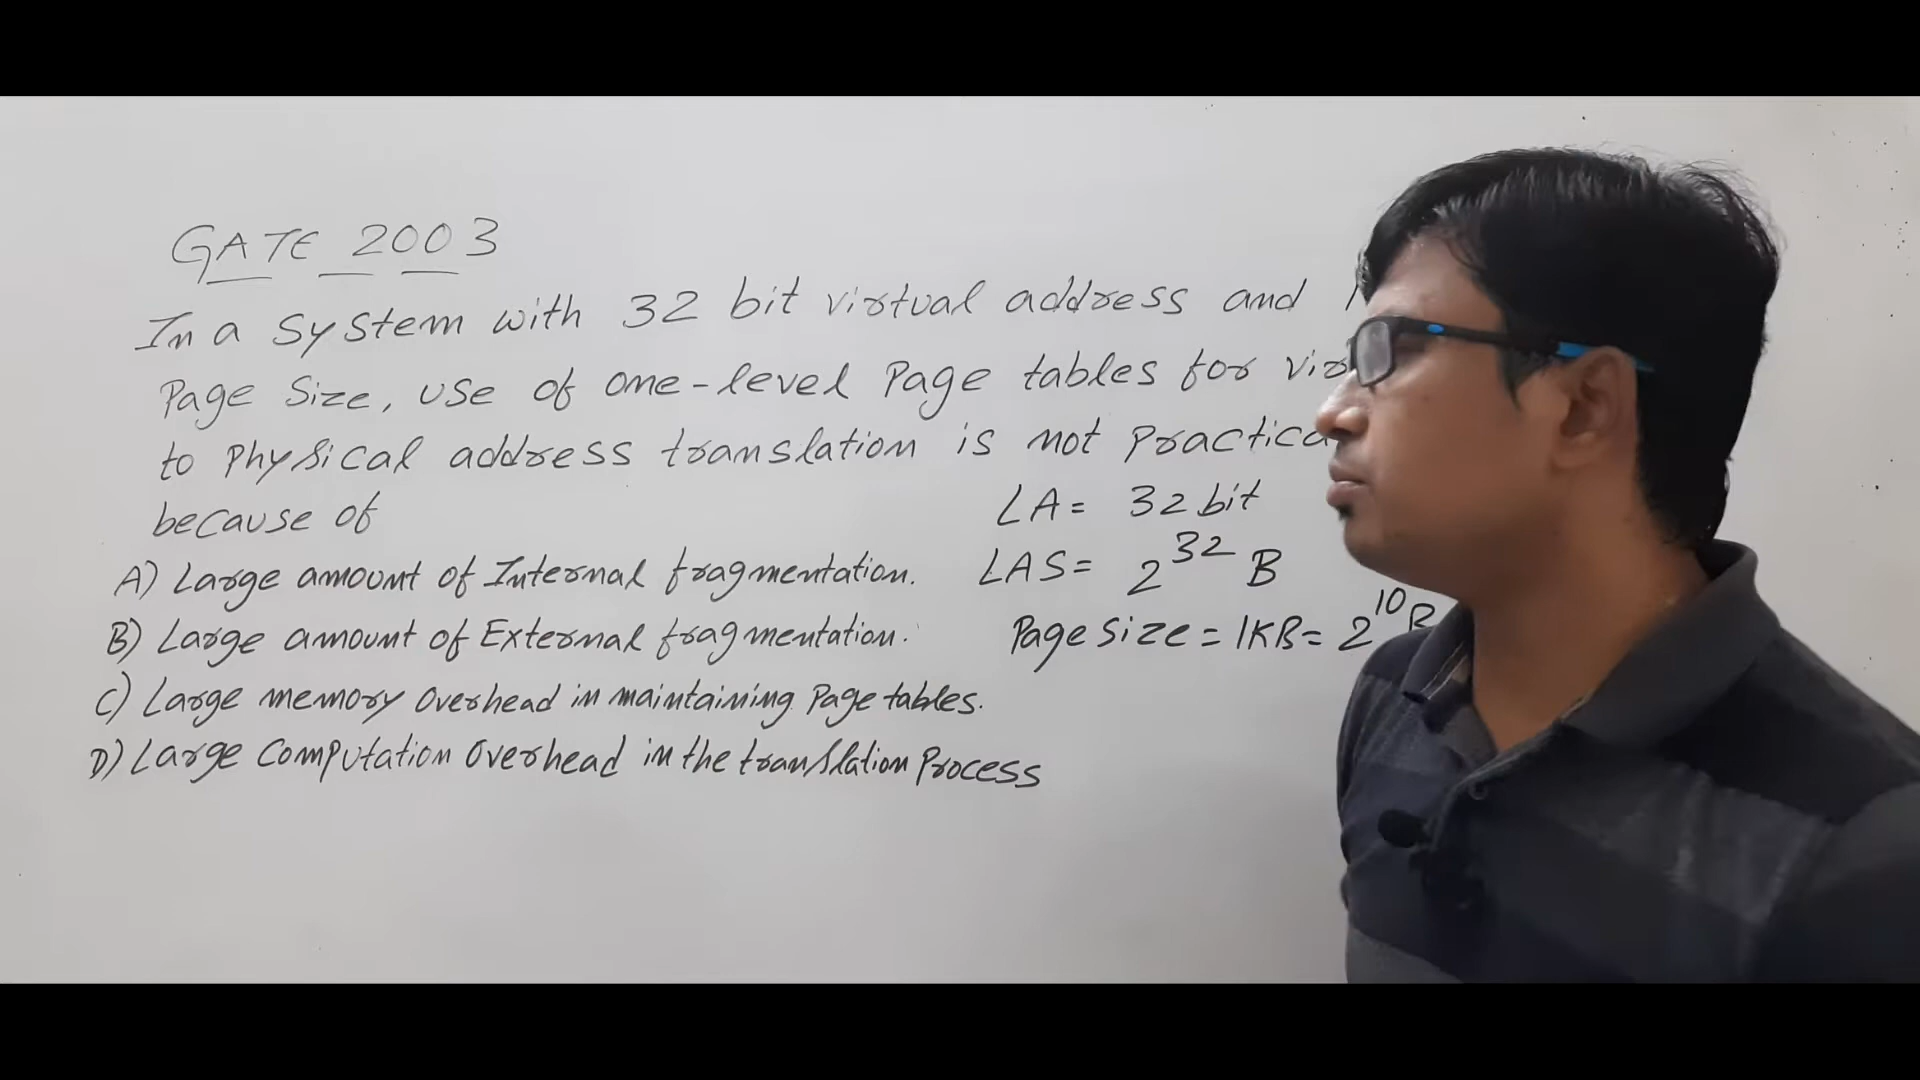 GATE 2003
In a system with 32 bit virtual address and 1
Page Size, use of one-level Page tables for vir
to Physical address translation is not Practica
because of
A) Large amount of Internal fragmentation.
B) Large amount of External fragmentation.
C) Large memory overhead in maintaining Page tables.
D) Large Computation overhead in the translation Process
LA = 32 bit
LAS = 2^32 B
Page Size = 1KB = 2^10 B